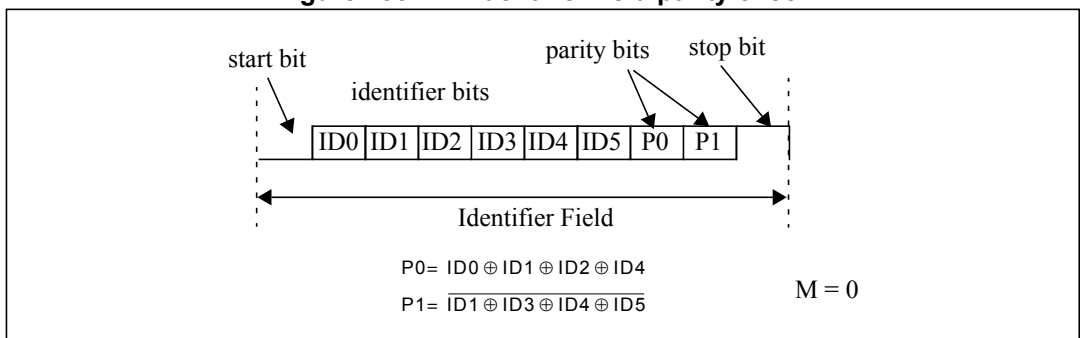 start bit
parity bits
stop bit
identifier bits
ID0 ID1 ID2 ID3 ID4 ID5 P0 P1
Identifier Field
P0= ID0 ⊕ ID1 ⊕ ID2 ⊕ ID4
P1= ID1 ⊕ ID3 ⊕ ID4 ⊕ ID5
M = 0